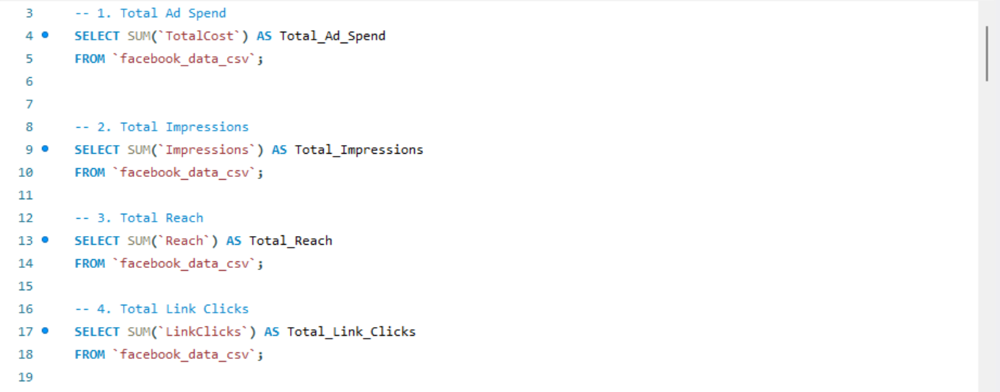 3 -- 1. Total Ad Spend
4 SELECT SUM(`TotalCost`) AS Total_Ad_Spend
5 FROM `facebook_data_csv`;
6
7
8 -- 2. Total Impressions
9 SELECT SUM(`Impressions`) AS Total_Impressions
10 FROM `facebook_data_csv`;
11
12 -- 3. Total Reach
13 SELECT SUM(`Reach`) AS Total_Reach
14 FROM `facebook_data_csv`;
15
16 -- 4. Total Link Clicks
17 SELECT SUM(`LinkClicks`) AS Total_Link_Clicks
18 FROM `facebook_data_csv`;
19